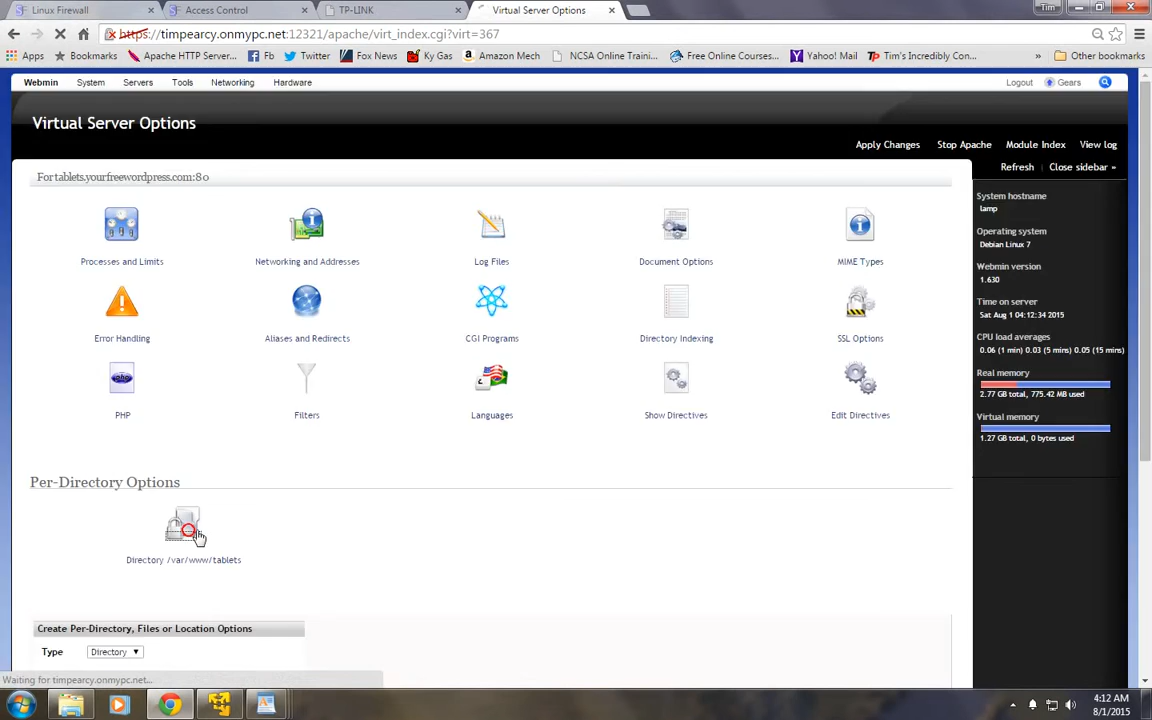 Linux Firewall
Access Control
TP-LINK
Virtual Server Options
Tim
https://timpearcy.onmypc.net:12321/apache/virt_index.cgi?virt=367
Apps
Bookmarks
Apache HTTP Server...
Fb
Twitter
Fox News
Ky Gas
Amazon Mech
NCSA Online Traini...
Free Online Courses...
Yahoo! Mail
Tim's Incredibly Con...
»
Other bookmarks
Webmin
System
Servers
Tools
Networking
Hardware
Logout
Gears
Virtual Server Options
Apply Changes
Stop Apache
Module Index
View log
Refresh
Close sidebar »
For tablets.yourfreewordpress.com:80
Processes and Limits
Networking and Addresses
Log Files
Document Options
MIME Types
Error Handling
Aliases and Redirects
CGI Programs
Directory Indexing
SSL Options
php
PHP
Filters
Languages
Show Directives
Edit Directives
System hostname
lamp
Operating system
Debian Linux 7
Webmin version
1.630
Time on server
Sat Aug 1 04:12:34 2015
CPU load averages
0.06 (1 min) 0.03 (5 mins) 0.05 (15 mins)
Real memory
2.77 GB total, 775.42 MB used
Virtual memory
1.27 GB total, 0 bytes used
Per-Directory Options
Directory /var/www/tablets
Create Per-Directory, Files or Location Options
Type
Directory
Waiting for timpearcy.onmypc.net...
4:12 AM
8/1/2015